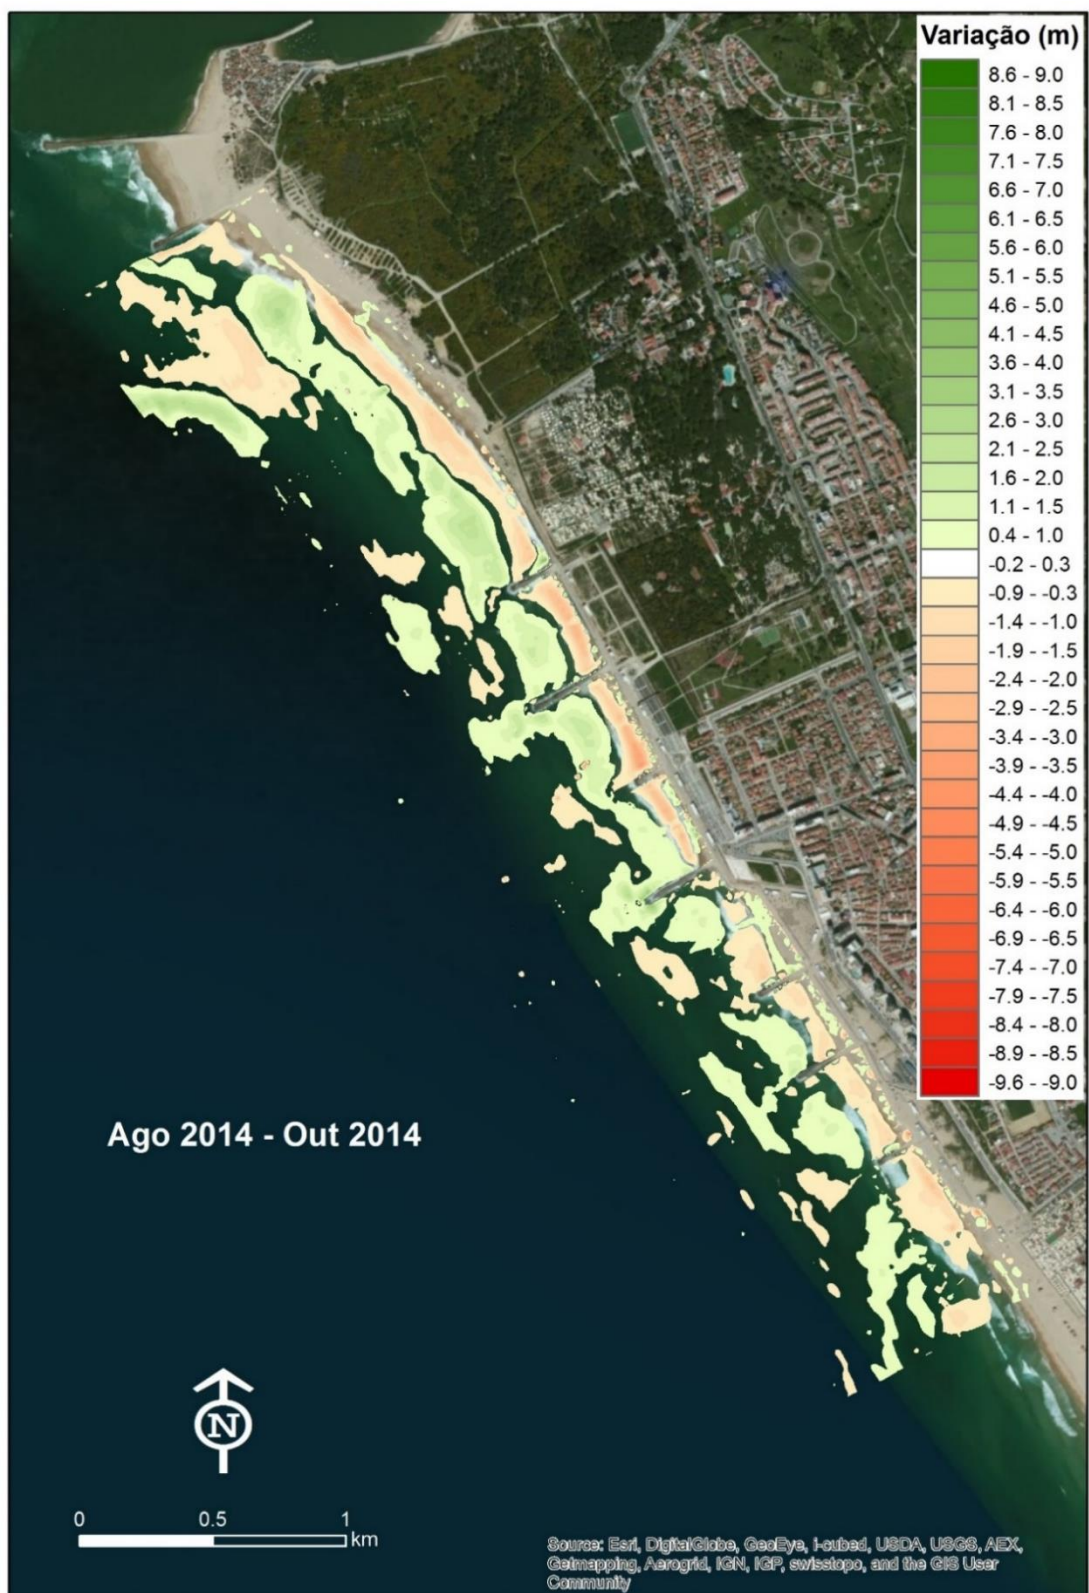 Variação (m)
8.6 - 9.0
8.1 - 8.5
7.6 - 8.0
7.1 - 7.5
6.6 - 7.0
6.1 - 6.5
5.6 - 6.0
5.1 - 5.5
4.6 - 5.0
4.1 - 4.5
3.6 - 4.0
3.1 - 3.5
2.6 - 3.0
2.1 - 2.5
1.6 - 2.0
1.1 - 1.5
0.4 - 1.0
-0.2 - 0.3
-0.9 - -0.3
-1.4 - -1.0
-1.9 - -1.5
-2.4 - -2.0
-2.9 - -2.5
-3.4 - -3.0
-3.9 - -3.5
-4.4 - -4.0
-4.9 - -4.5
-5.4 - -5.0
-5.9 - -5.5
-6.4 - -6.0
-6.9 - -6.5
-7.4 - -7.0
-7.9 - -7.5
-8.4 - -8.0
-8.9 - -8.5
-9.6 - -9.0
Ago 2014 - Out 2014
N
0 0.5 1
km
Source: Esri, DigitalGlobe, GeoEye, i-cubed, USDA, USGS, AEX,
Getmapping, Aerogrid, IGN, IGP, swisstopo, and the GIS User
Community